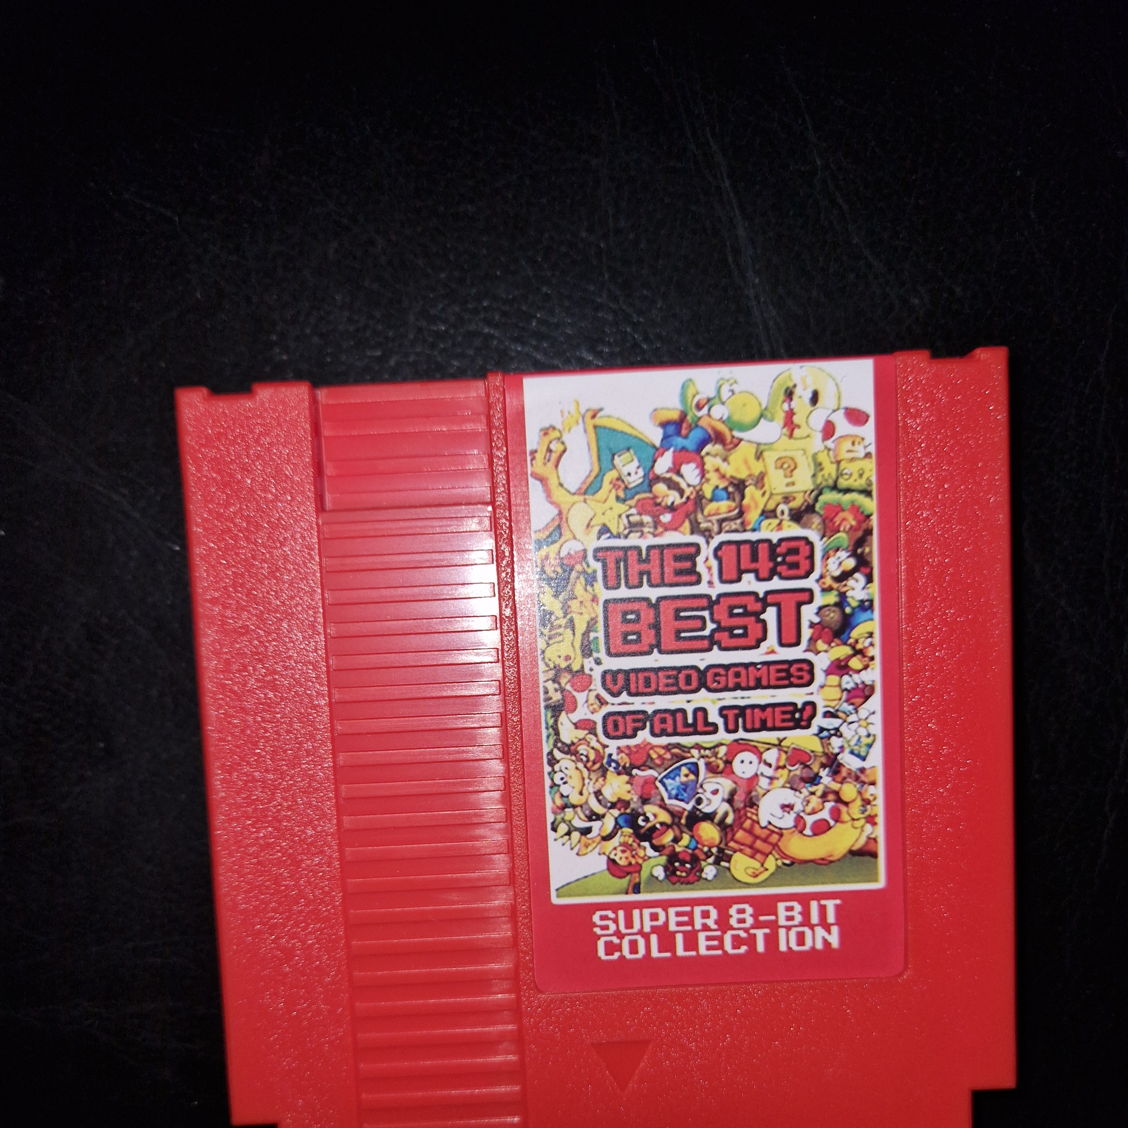 ?
THE 143
BEST
VIDEO GAMES
OF ALL TIME!
SUPER 8-BIT
COLLECTION